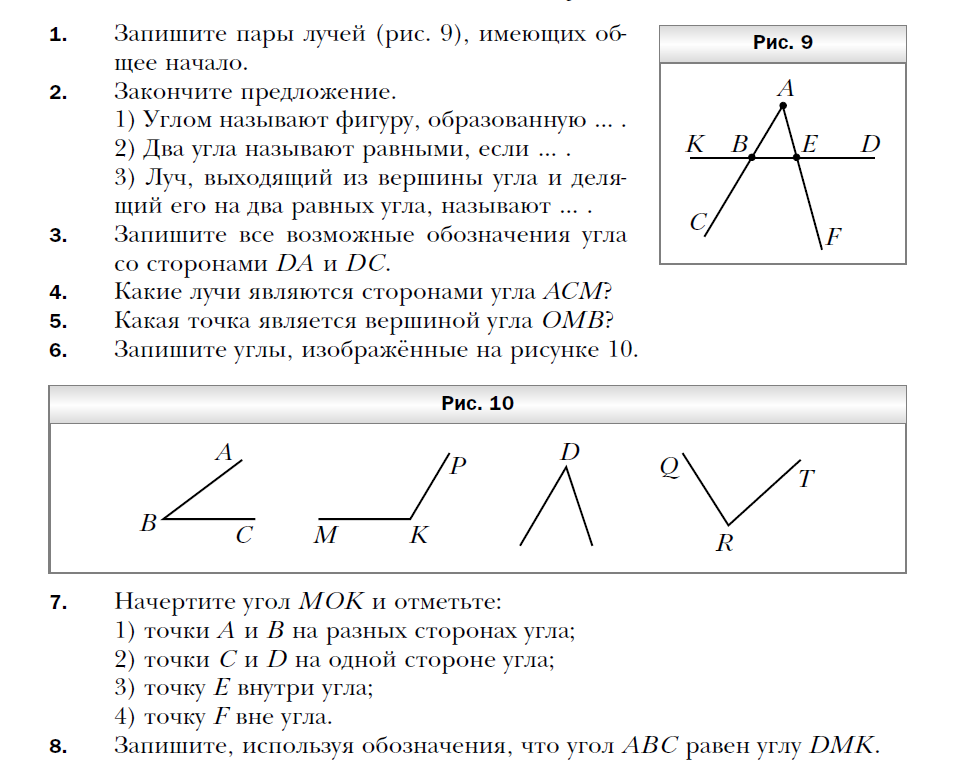 1. Запишите пары лучей (рис. 9), имеющих об-
щее начало.
2. Закончите предложение.
1) Углом называют фигуру, образованную ... .
2) Два угла называют равными, если ... .
3) Луч, выходящий из вершины угла и деля-
щий его на два равных угла, называют ... .
3. Запишите все возможные обозначения угла
со сторонами DA и DC.
4. Какие лучи являются сторонами угла ACM?
5. Какая точка является вершиной угла OMB?
6. Запишите углы, изображённые на рисунке 10.
Рис. 9
A
K B E D
C F
Рис. 10
A
B C
P
M K
D
Q T
R
7. Начертите угол MOK и отметьте:
1) точки A и B на разных сторонах угла;
2) точки C и D на одной стороне угла;
3) точку E внутри угла;
4) точку F вне угла.
8. Запишите, используя обозначения, что угол ABC равен углу DMK.